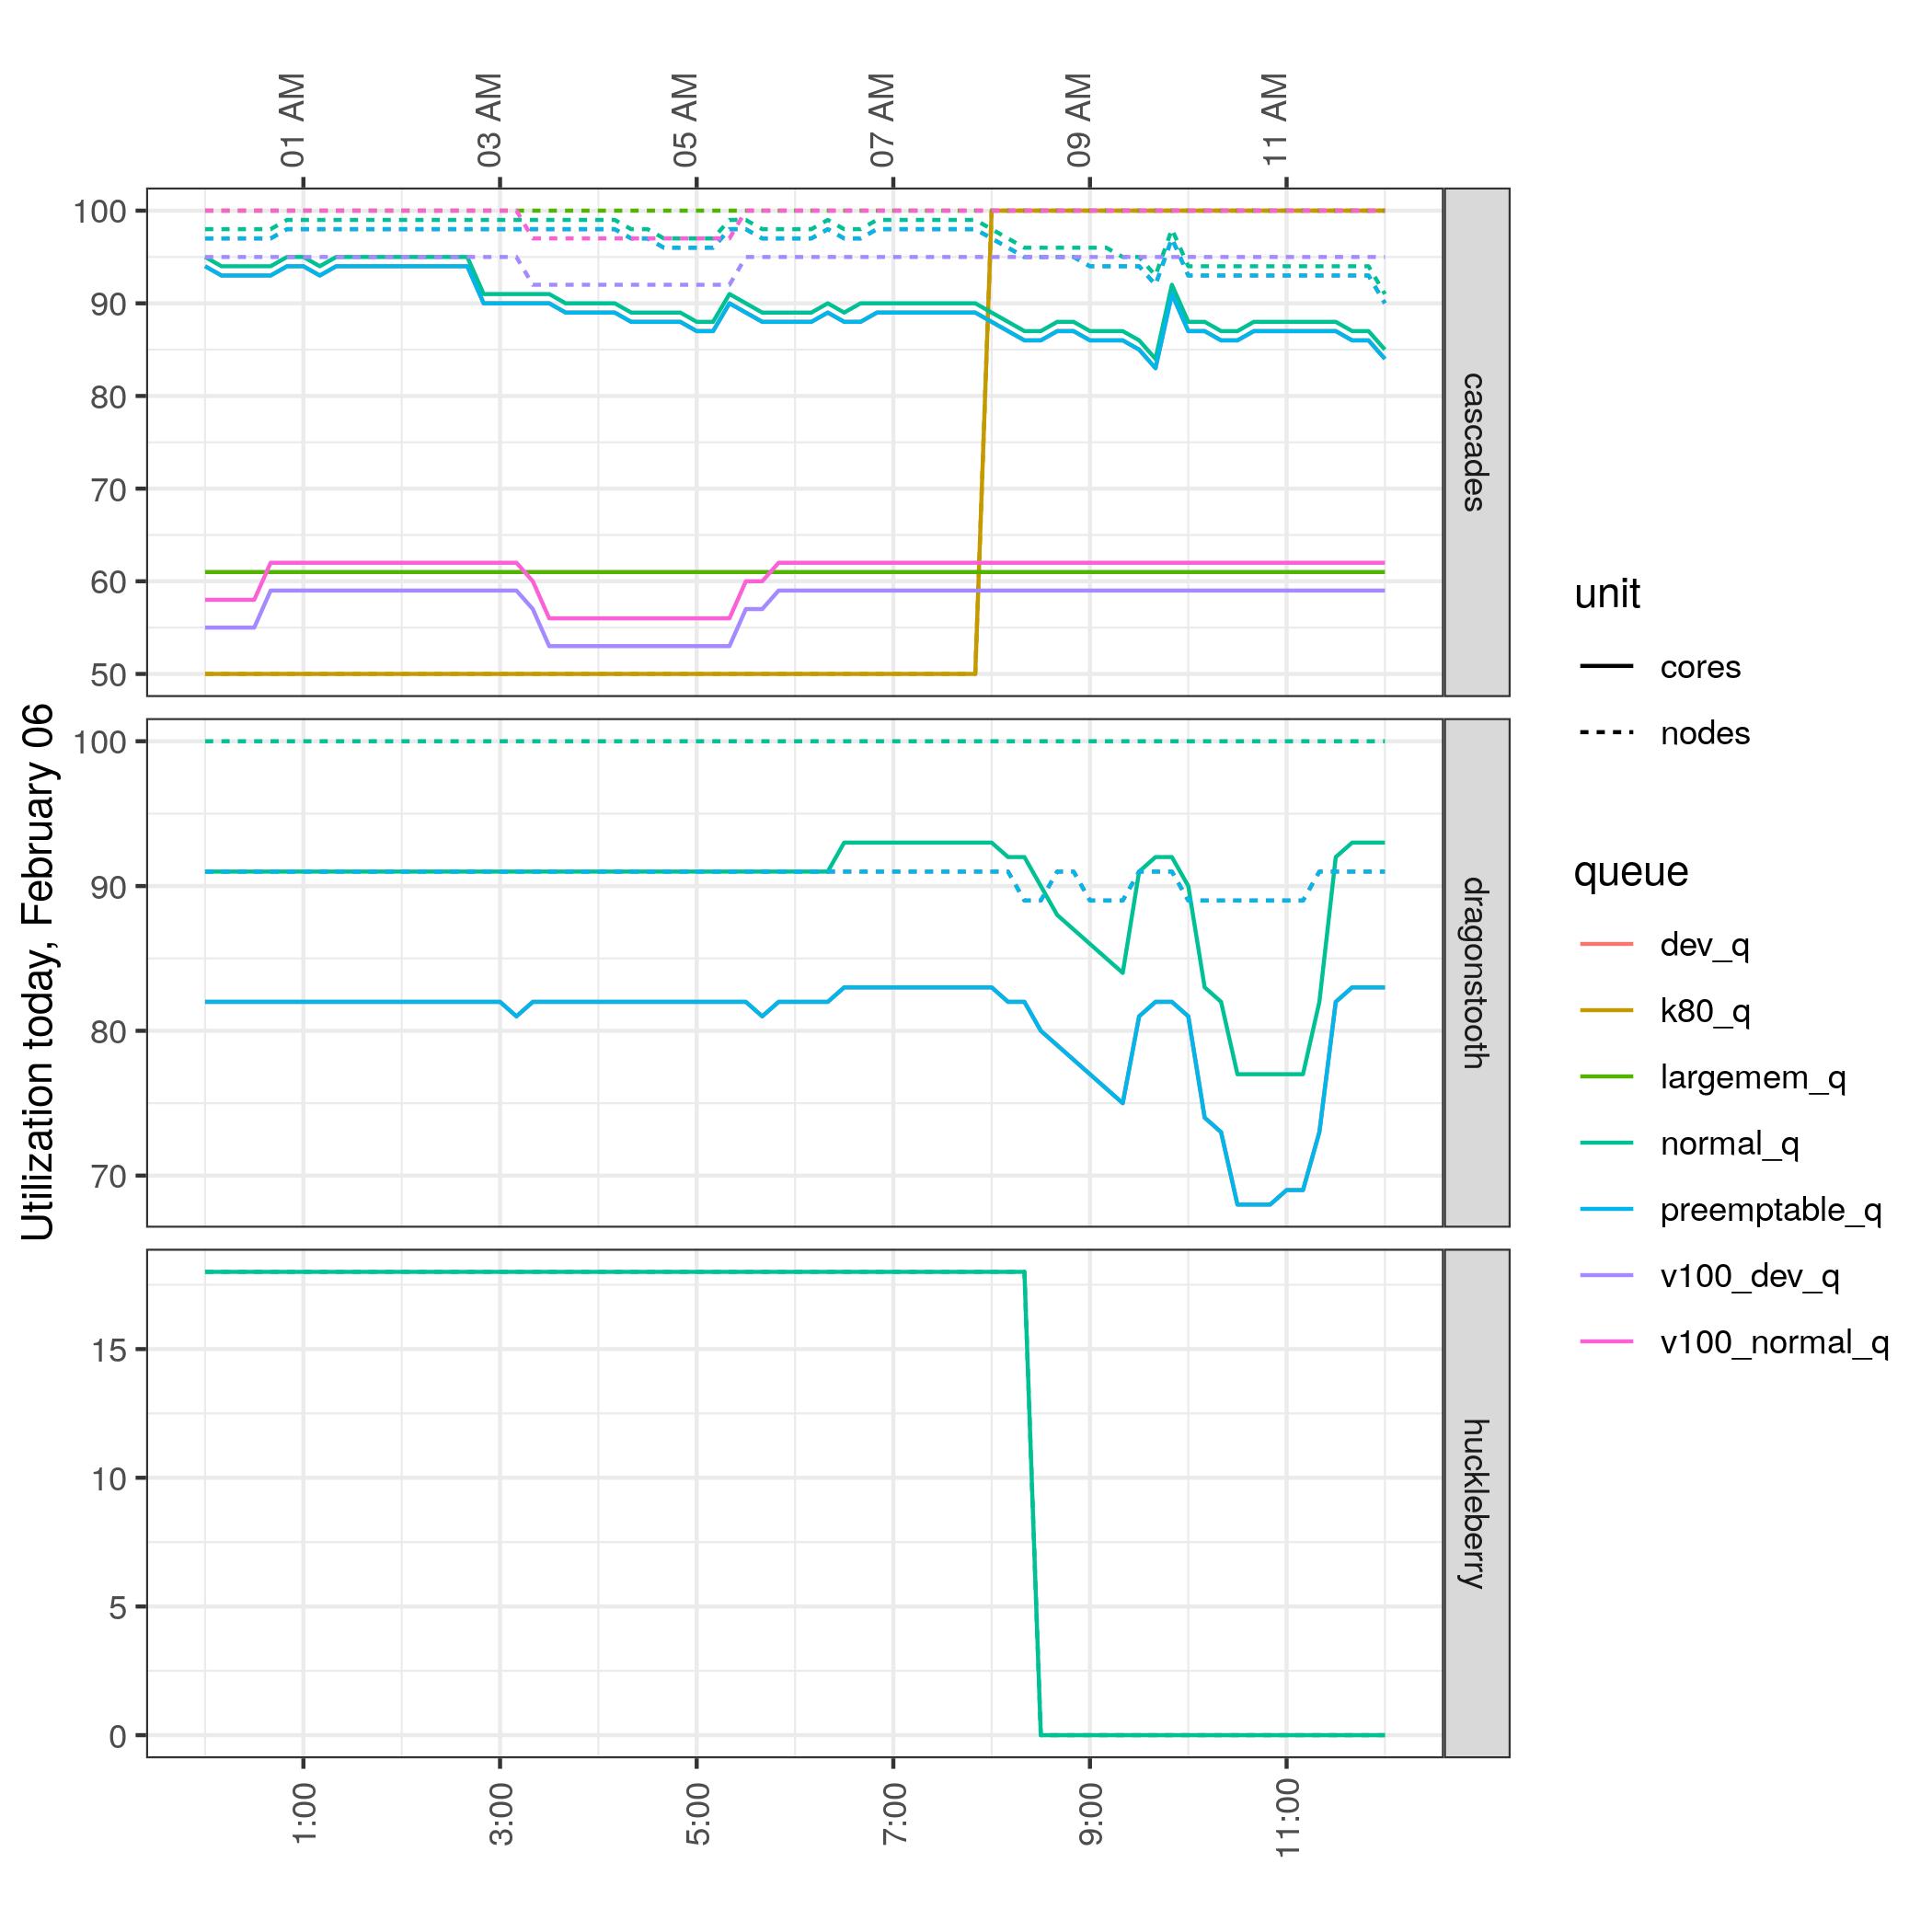 01 AM
03 AM
05 AM
07 AM
09 AM
11 AM
Utilization today, February 06
100
90
80
70
60
50
cascades
100
90
80
70
dragonstooth
15
10
5
0
huckleberry
1:00
3:00
5:00
7:00
9:00
11:00
unit
cores
nodes
queue
dev_q
k80_q
largemem_q
normal_q
preemptable_q
v100_dev_q
v100_normal_q